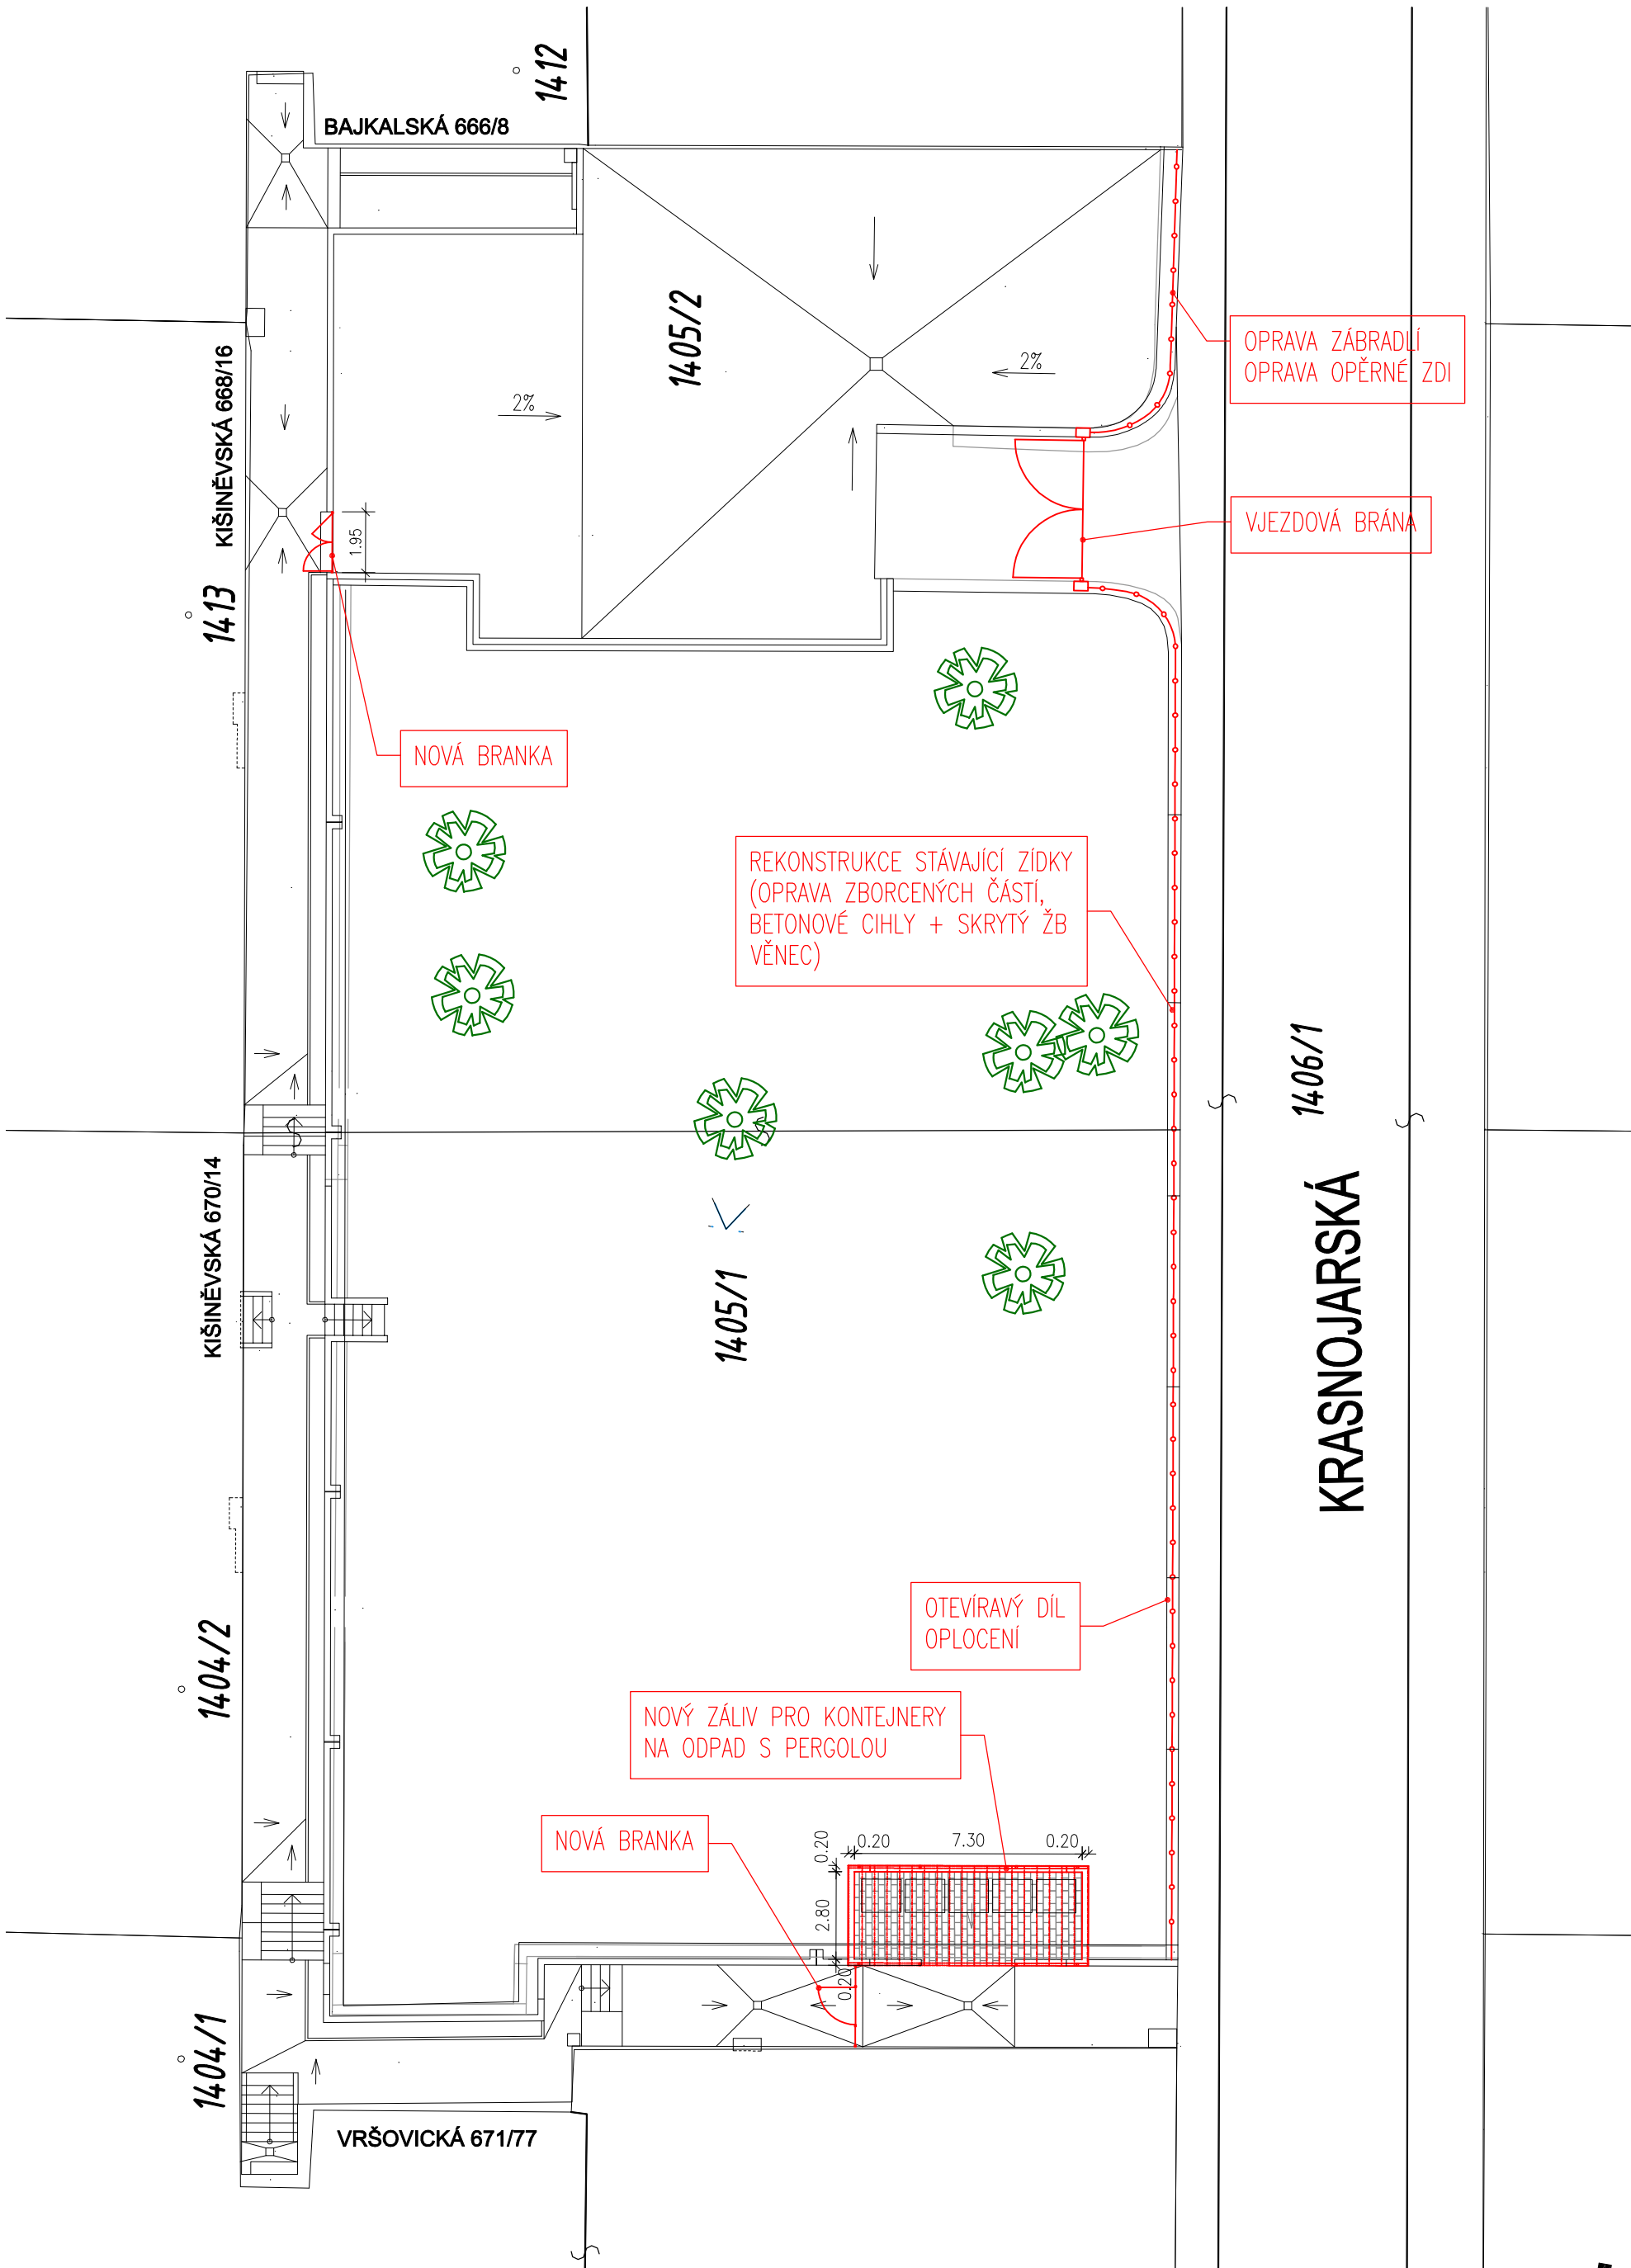 1412
BAJKALSKÁ 666/8
1405/2
OPRAVA ZÁBRADLÍ
OPRAVA OPĚRNÉ ZDI
2%
2%
KIŠINĚVSKÁ 668/16
VJEZDOVÁ BRÁNA
1.95
1413
NOVÁ BRANKA
REKONSTRUKCE STÁVAJÍCÍ ZÍDKY
(OPRAVA ZBORCENÝCH ČÁSTÍ,
BETONOVÉ CIHLY + SKRYTÝ ŽB
VĚNEC)
1406/1
KIŠINĚVSKÁ 670/14
KRASNOJARSKÁ
1405/1
OTEVÍRAVÝ DÍL
OPLOCENÍ
1404/2
NOVÝ ZÁLIV PRO KONTEJNERY
NA ODPAD S PERGOLOU
NOVÁ BRANKA
0.20
0.20
7.30
0.20
2.80
0.20
1404/1
VRŠOVICKÁ 671/77